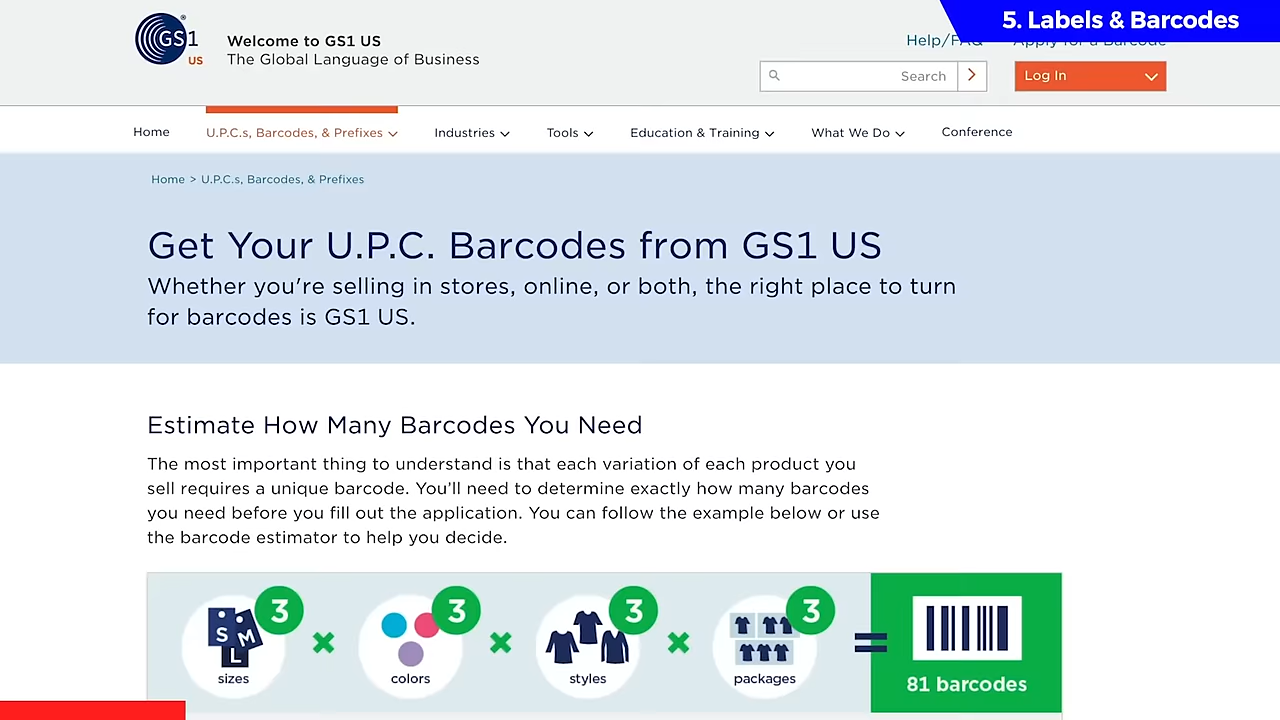 5. Labels & Barcodes
GS1
US
Welcome to GS1 US
The Global Language of Business
Help/FAQ
Apply for a Barcode
Search
Log In
Home
U.P.C.s, Barcodes, & Prefixes
Industries
Tools
Education & Training
What We Do
Conference
Home > U.P.C.s, Barcodes, & Prefixes
Get Your U.P.C. Barcodes from GS1 US
Whether you're selling in stores, online, or both, the right place to turn
for barcodes is GS1 US.
Estimate How Many Barcodes You Need
The most important thing to understand is that each variation of each product you
sell requires a unique barcode. You’ll need to determine exactly how many barcodes
you need before you fill out the application. You can follow the example below or use
the barcode estimator to help you decide.
3
S
M
L
sizes
×
3
colors
×
3
styles
×
3
packages
=
81 barcodes